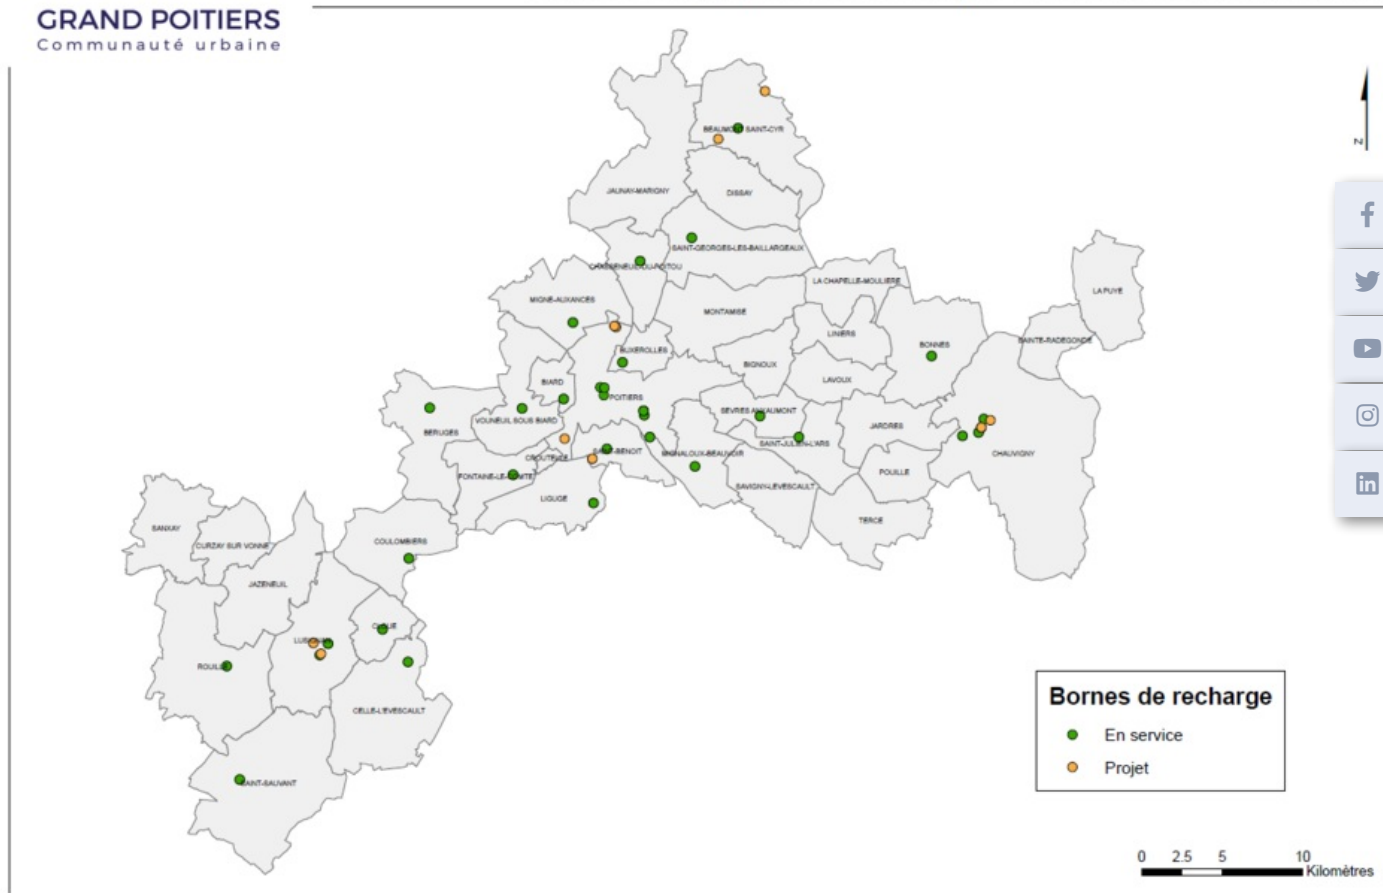 GRAND POITIERS
Communauté urbaine
N
BEAUMONT SAINT-CYR
JAUNAY-MARIGNY
DISSAY
SAINT-GEORGES-LES-BAILLARGEAUX
CHASSENEUIL-DU-POITOU
LA CHAPELLE-MOULIERE
LA PUYE
MIGNE-AUXANCES
MONTAMISE
LINIERS
SAINTE-RADEGONDE
BUXEROLLES
BONNES
BIGNOUX
BIARD
LAVOUX
POITIERS
SEVRES ANXAUMONT
VOUNEUIL SOUS BIARD
BERUGES
JARDRES
SAINT-JULIEN-L'ARS
SAINT-BENOIT
MIGNALOUX-BEAUVOIR
CHAUVIGNY
CROUTELLE
POUILLE
FONTAINE-LE-COMTE
SAVIGNY-LEVESCAULT
LIGUGE
TERCE
SANXAY
CURZAY SUR VONNE
COULOMBIERS
JAZENEUIL
CLOUE
LUSIGNAN
ROUILLE
CELLE-L'EVESCAULT
SAINT-SAUVANT
Bornes de recharge
En service
Projet
0 2.5 5 10
Kilomètres